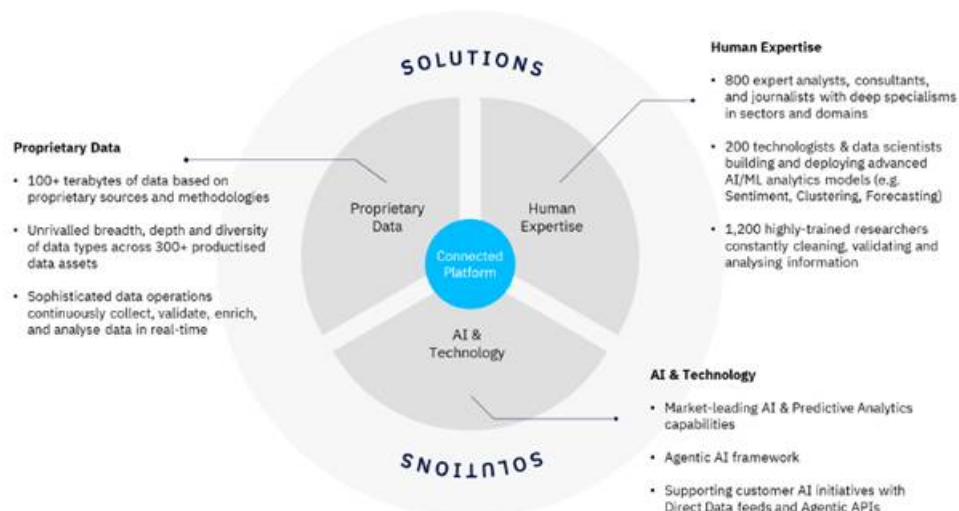 SOLUTIONS
Human Expertise
• 800 expert analysts, consultants,
and journalists with deep specialisms
in sectors and domains
• 200 technologists & data scientists
building and deploying advanced
AI/ML analytics models (e.g.
Sentiment, Clustering, Forecasting)
• 1,200 highly-trained researchers
constantly cleaning, validating and
analysing information
Proprietary Data
• 100+ terabytes of data based on
proprietary sources and methodologies
• Unrivalled breadth, depth and diversity
of data types across 300+ productised
data assets
• Sophisticated data operations
continuously collect, validate, enrich,
and analyse data in real-time
Proprietary
Data
Human
Expertise
Connected
Platform
AI &
Technology
AI & Technology
• Market-leading AI & Predictive Analytics
capabilities
• Agentic AI framework
• Supporting customer AI initiatives with
Direct Data feeds and Agentic APIs
SOLUTIONS